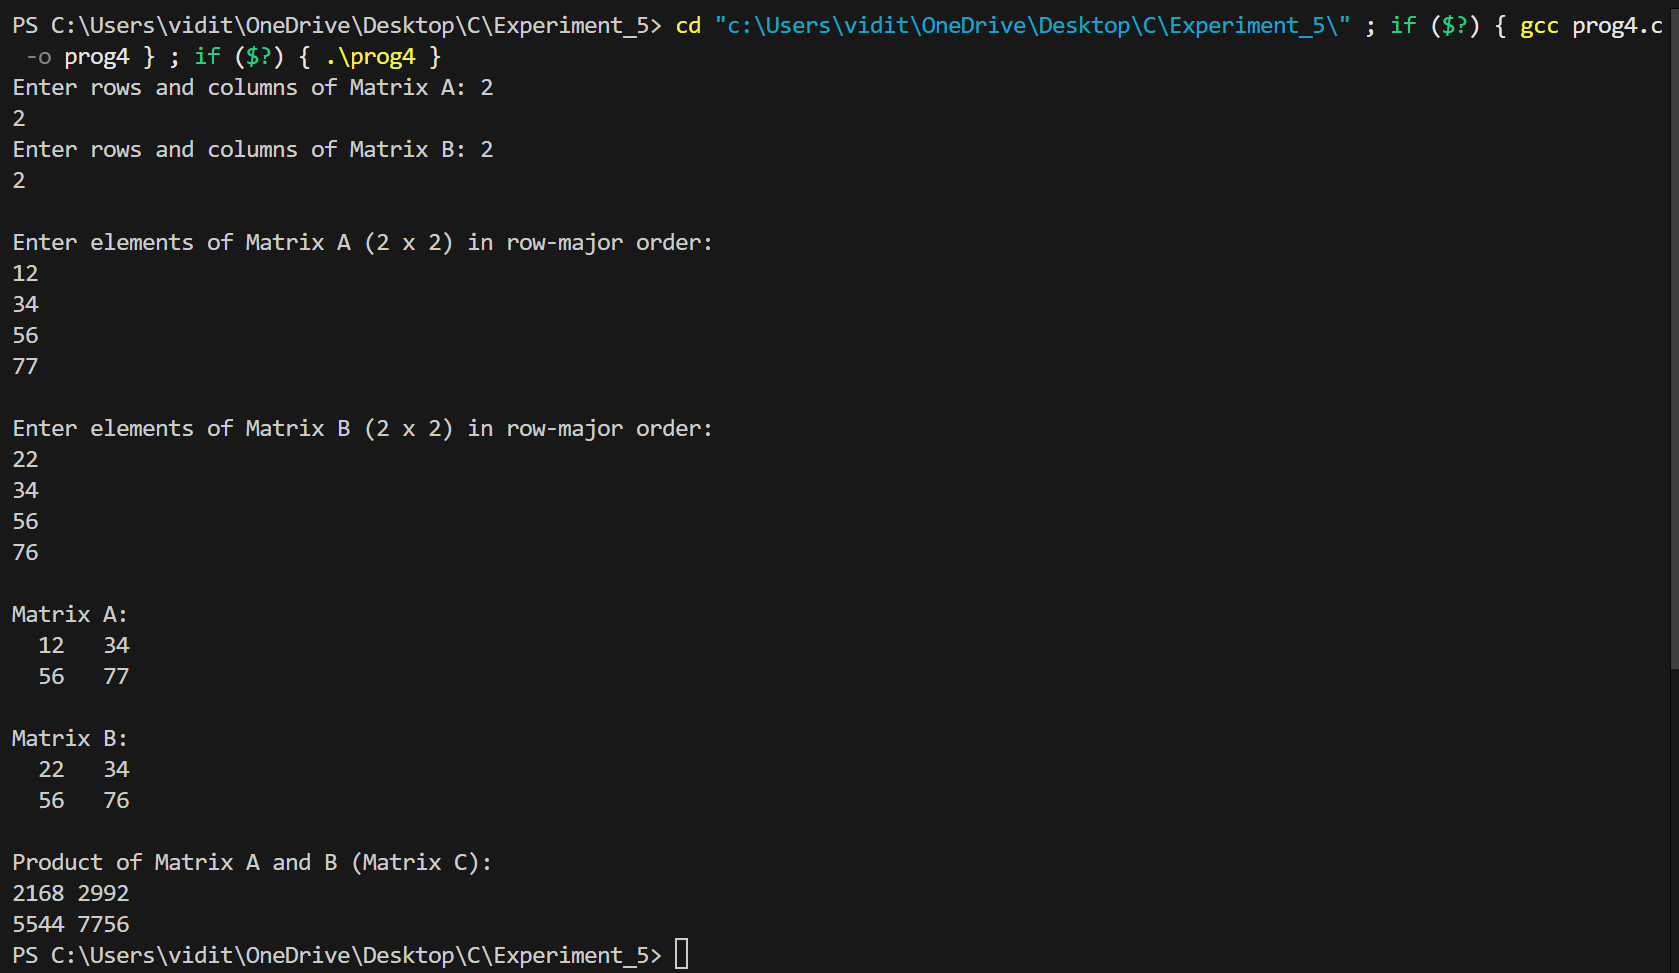 PS C:\Users\vidit\OneDrive\Desktop\C\Experiment_5> cd "c:\Users\vidit\OneDrive\Desktop\C\Experiment_5\" ; if ($?) { gcc prog4.c
 -o prog4 } ; if ($?) { .\prog4 }
Enter rows and columns of Matrix A: 2
2
Enter rows and columns of Matrix B: 2
2

Enter elements of Matrix A (2 x 2) in row-major order:
12
34
56
77

Enter elements of Matrix B (2 x 2) in row-major order:
22
34
56
76

Matrix A:
  12   34
  56   77

Matrix B:
  22   34
  56   76

Product of Matrix A and B (Matrix C):
2168 2992
5544 7756
PS C:\Users\vidit\OneDrive\Desktop\C\Experiment_5>